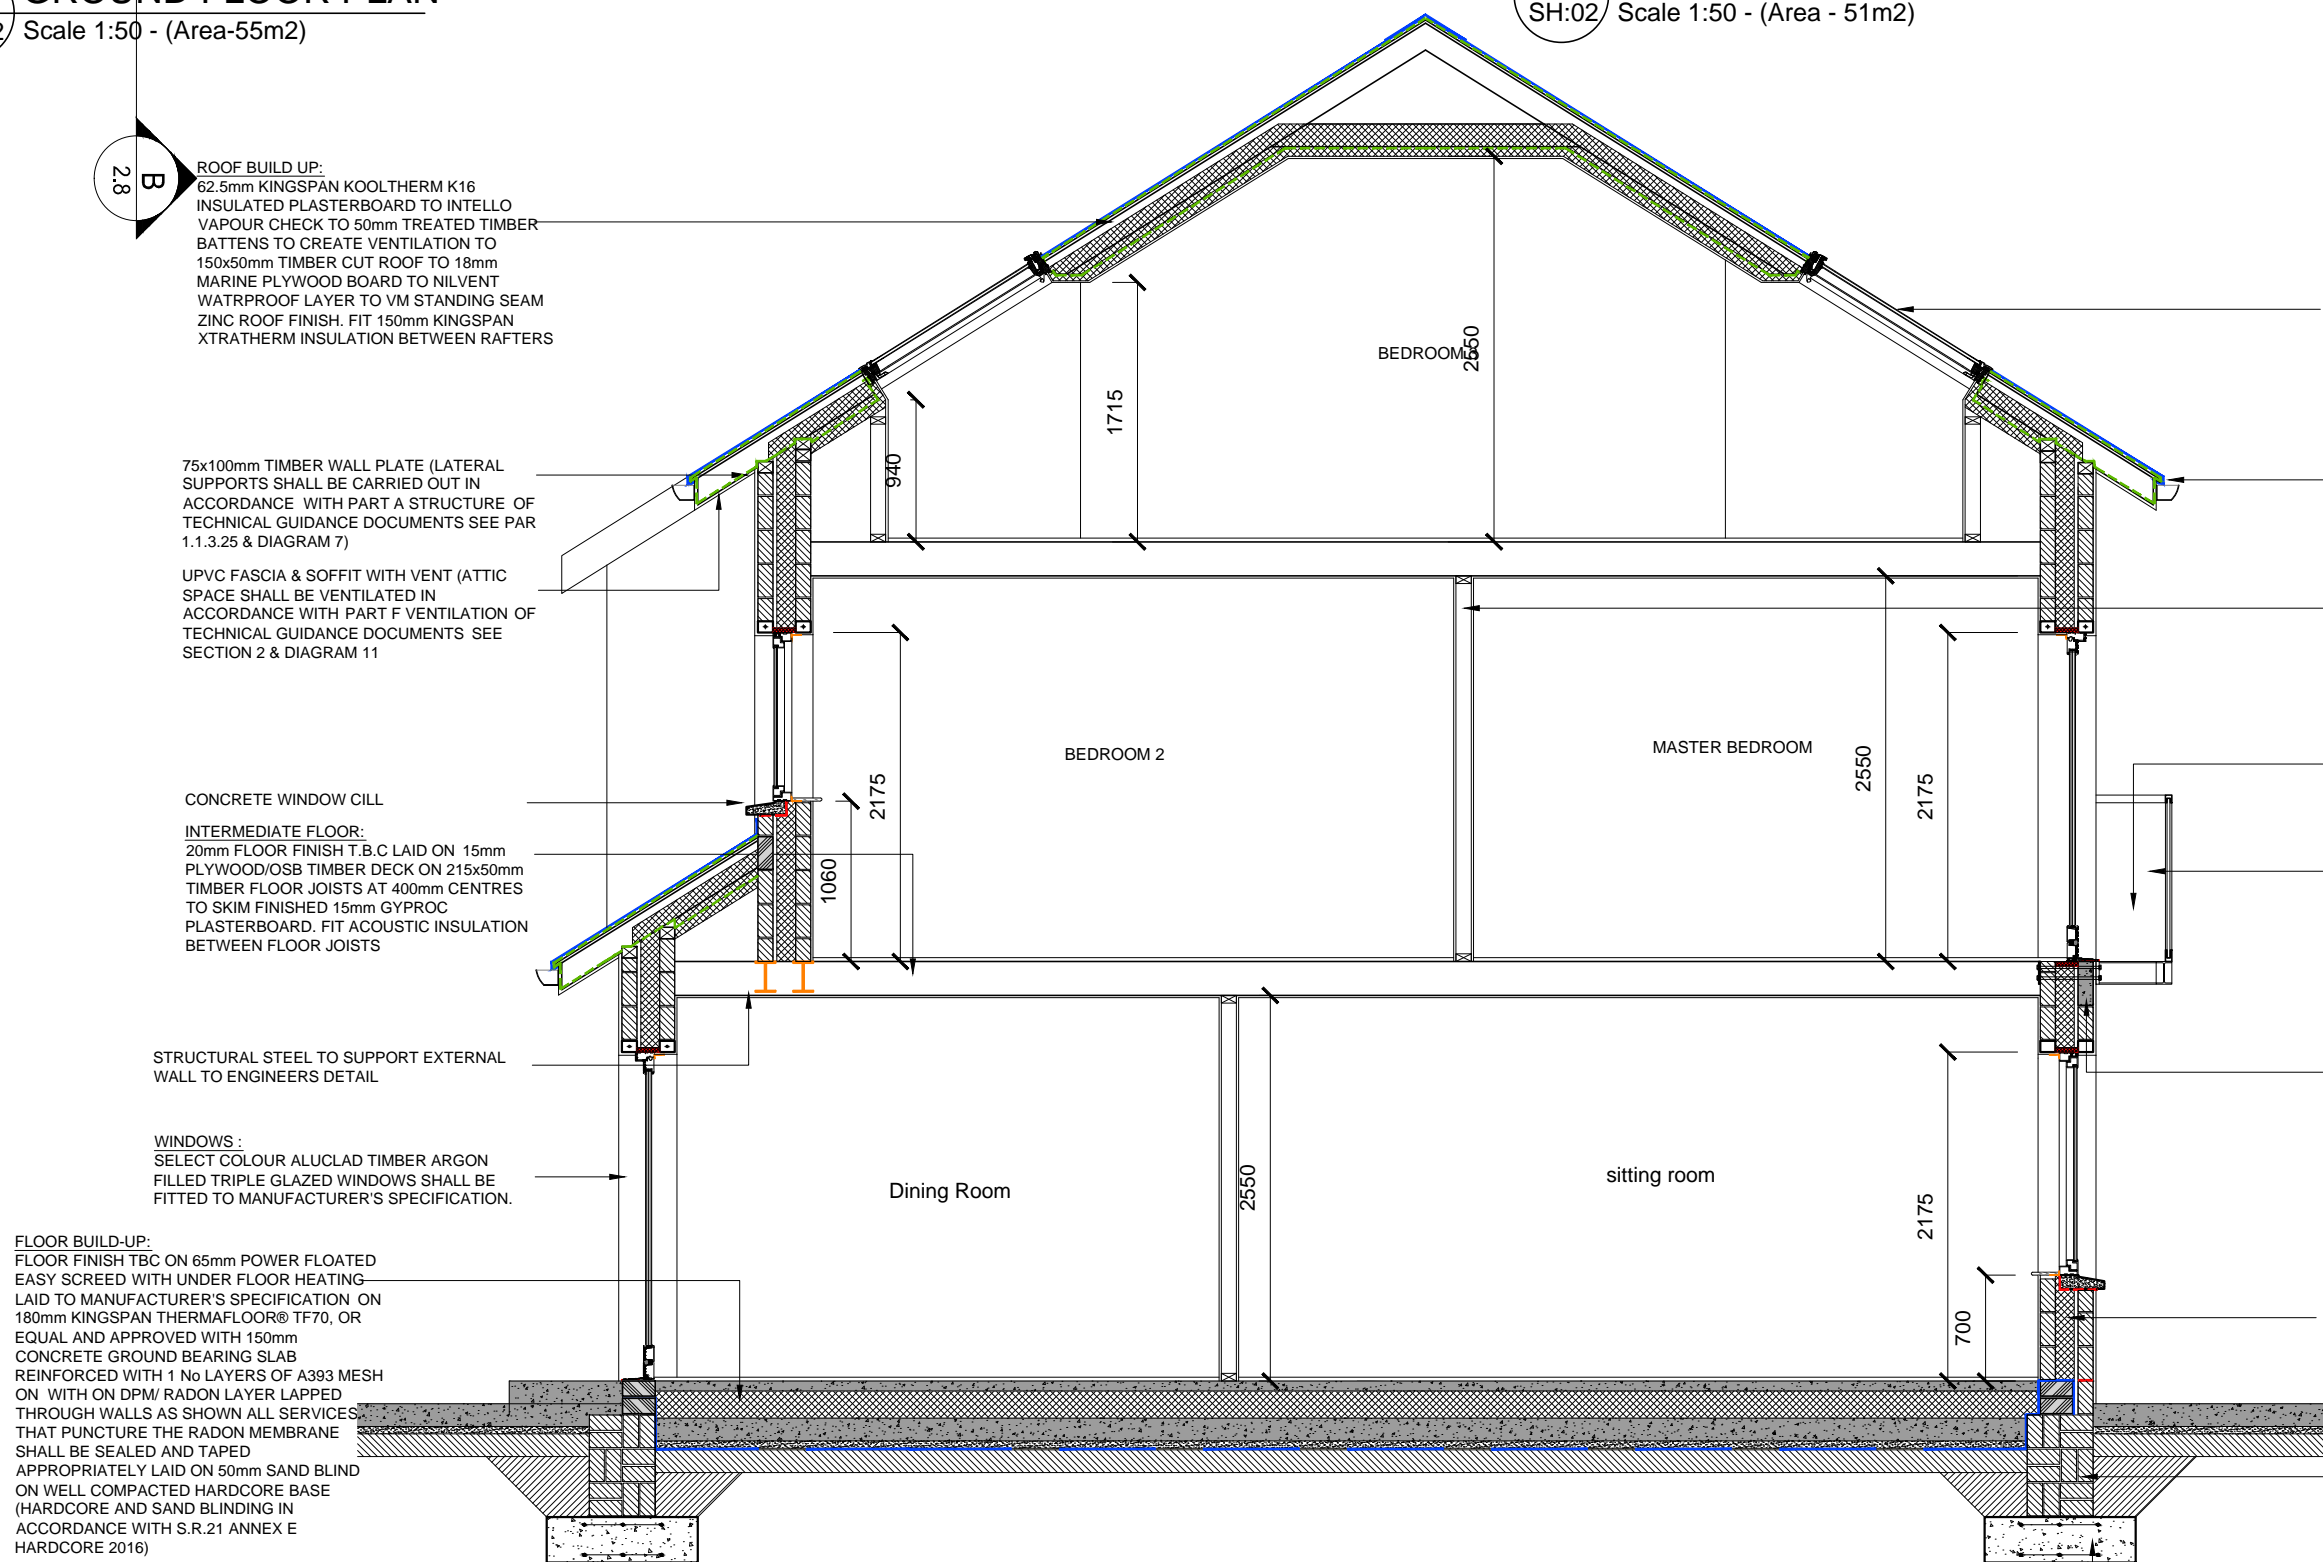 GROUND FLOOR PLAN
2 Scale 1:50 - (Area-55m2)
SH:02 Scale 1:50 - (Area - 51m2)
B
2.8
ROOF BUILD UP:
62.5mm KINGSPAN KOOLTHERM K16
INSULATED PLASTERBOARD TO INTELLO
VAPOUR CHECK TO 50mm TREATED TIMBER
BATTENS TO CREATE VENTILATION TO
150x50mm TIMBER CUT ROOF TO 18mm
MARINE PLYWOOD BOARD TO NILVENT
WATRPROOF LAYER TO VM STANDING SEAM
ZINC ROOF FINISH. FIT 150mm KINGSPAN
XTRATHERM INSULATION BETWEEN RAFTERS
75x100mm TIMBER WALL PLATE (LATERAL
SUPPORTS SHALL BE CARRIED OUT IN
ACCORDANCE WITH PART A STRUCTURE OF
TECHNICAL GUIDANCE DOCUMENTS SEE PAR
1.1.3.25 & DIAGRAM 7)
UPVC FASCIA & SOFFIT WITH VENT (ATTIC
SPACE SHALL BE VENTILATED IN
ACCORDANCE WITH PART F VENTILATION OF
TECHNICAL GUIDANCE DOCUMENTS SEE
SECTION 2 & DIAGRAM 11
CONCRETE WINDOW CILL
INTERMEDIATE FLOOR:
20mm FLOOR FINISH T.B.C LAID ON 15mm
PLYWOOD/OSB TIMBER DECK ON 215x50mm
TIMBER FLOOR JOISTS AT 400mm CENTRES
TO SKIM FINISHED 15mm GYPROC
PLASTERBOARD. FIT ACOUSTIC INSULATION
BETWEEN FLOOR JOISTS
STRUCTURAL STEEL TO SUPPORT EXTERNAL
WALL TO ENGINEERS DETAIL
WINDOWS :
SELECT COLOUR ALUCLAD TIMBER ARGON
FILLED TRIPLE GLAZED WINDOWS SHALL BE
FITTED TO MANUFACTURER'S SPECIFICATION.
FLOOR BUILD-UP:
FLOOR FINISH TBC ON 65mm POWER FLOATED
EASY SCREED WITH UNDER FLOOR HEATING
LAID TO MANUFACTURER'S SPECIFICATION ON
180mm KINGSPAN THERMAFLOOR® TF70, OR
EQUAL AND APPROVED WITH 150mm
CONCRETE GROUND BEARING SLAB
REINFORCED WITH 1 No LAYERS OF A393 MESH
ON WITH ON DPM/ RADON LAYER LAPPED
THROUGH WALLS AS SHOWN ALL SERVICES
THAT PUNCTURE THE RADON MEMBRANE
SHALL BE SEALED AND TAPED
APPROPRIATELY LAID ON 50mm SAND BLIND
ON WELL COMPACTED HARDCORE BASE
(HARDCORE AND SAND BLINDING IN
ACCORDANCE WITH S.R.21 ANNEX E
HARDCORE 2016)
BEDROOM
2550
1715
940
BEDROOM 2
MASTER BEDROOM
2175
1060
2550
2175
Dining Room
sitting room
2550
2175
700